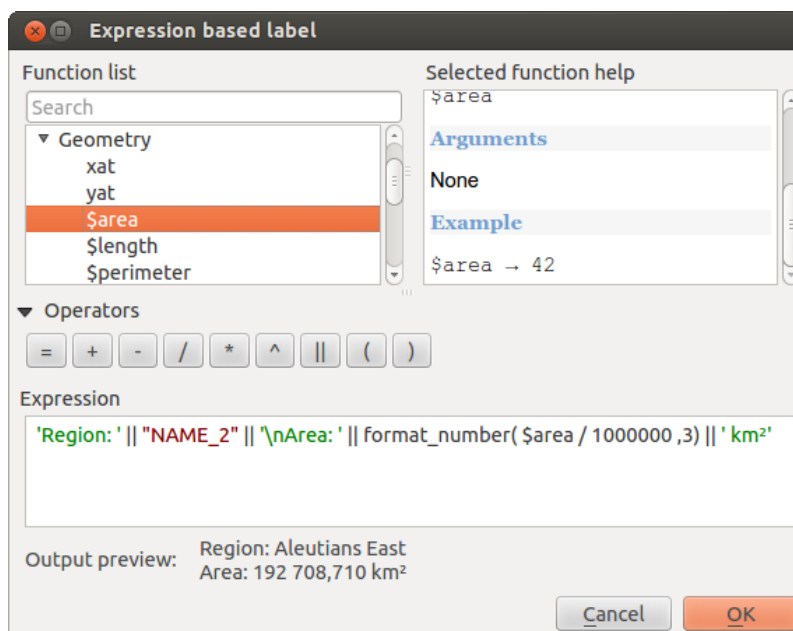 Expression based label
Function list
Search
Geometry
xat
yat
$area
$length
$perimeter
Selected function help
$area
Arguments
None
Example
$area → 42
Operators
= + - / * ^ || ( )
Expression
'Region: ' || "NAME_2" || '\nArea: ' || format_number( $area / 1000000 ,3) || ' km²'
Output preview:
Region: Aleutians East
Area: 192 708,710 km²
Cancel
OK